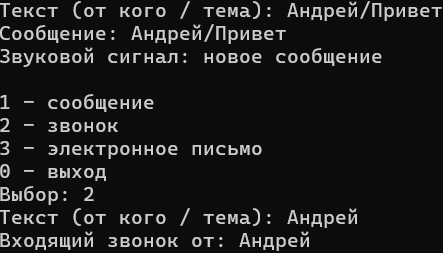 Текст (от кого / тема): Андрей/Привет
Сообщение: Андрей/Привет
Звуковой сигнал: новое сообщение
1 - сообщение
2 - звонок
3 - электронное письмо
0 - выход
Выбор: 2
Текст (от кого / тема): Андрей
Входящий звонок от: Андрей